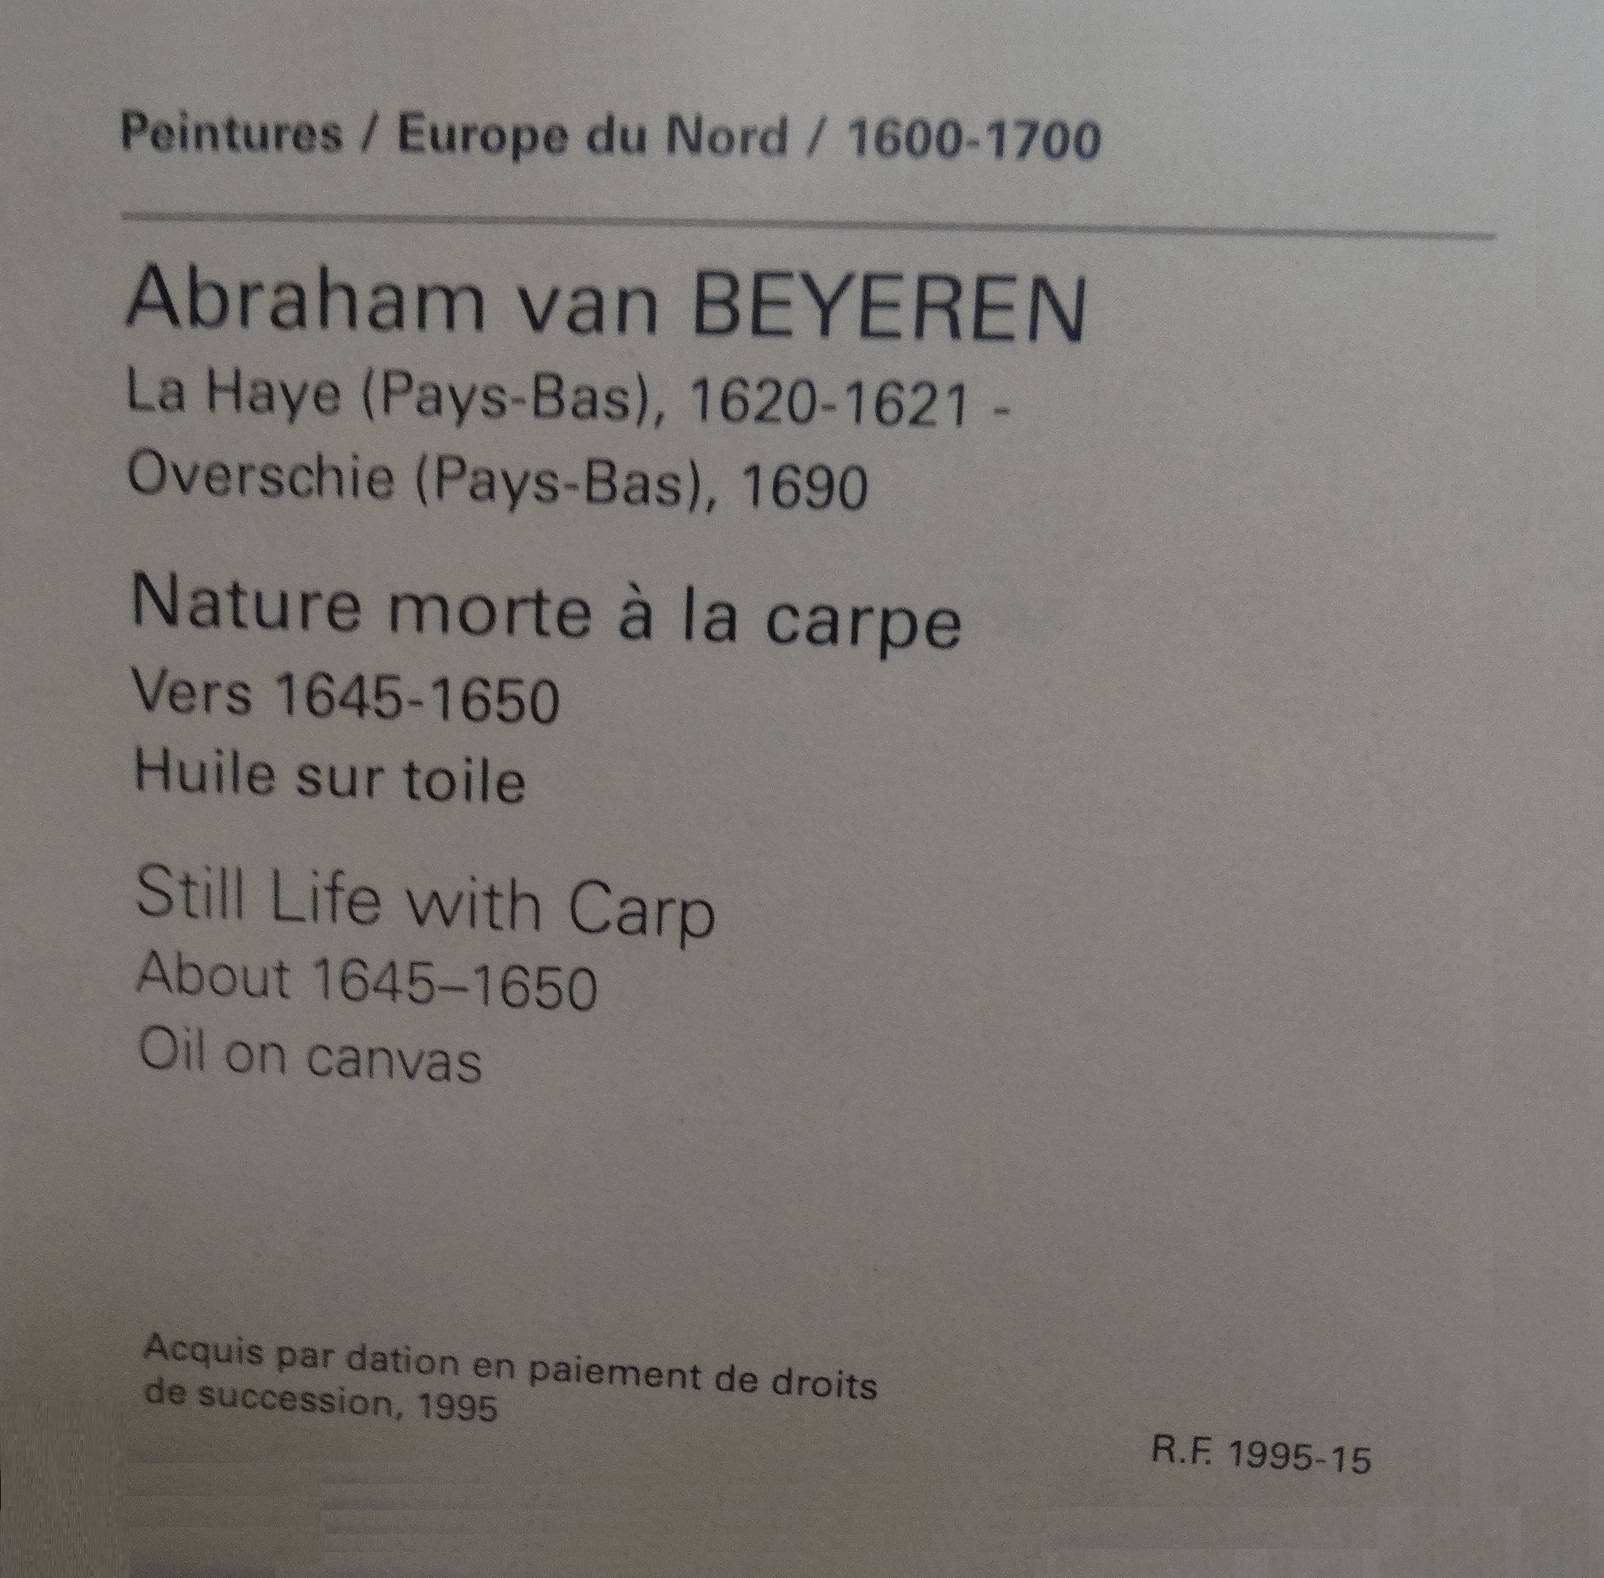 Peintures / Europe du Nord / 1600-1700
Abraham van BEYEREN
La Haye (Pays-Bas), 1620-1621 -
Overschie (Pays-Bas), 1690
Nature morte à la carpe
Vers 1645-1650
Huile sur toile
Still Life with Carp
About 1645–1650
Oil on canvas
Acquis par dation en paiement de droits
de succession, 1995
R.F. 1995-15